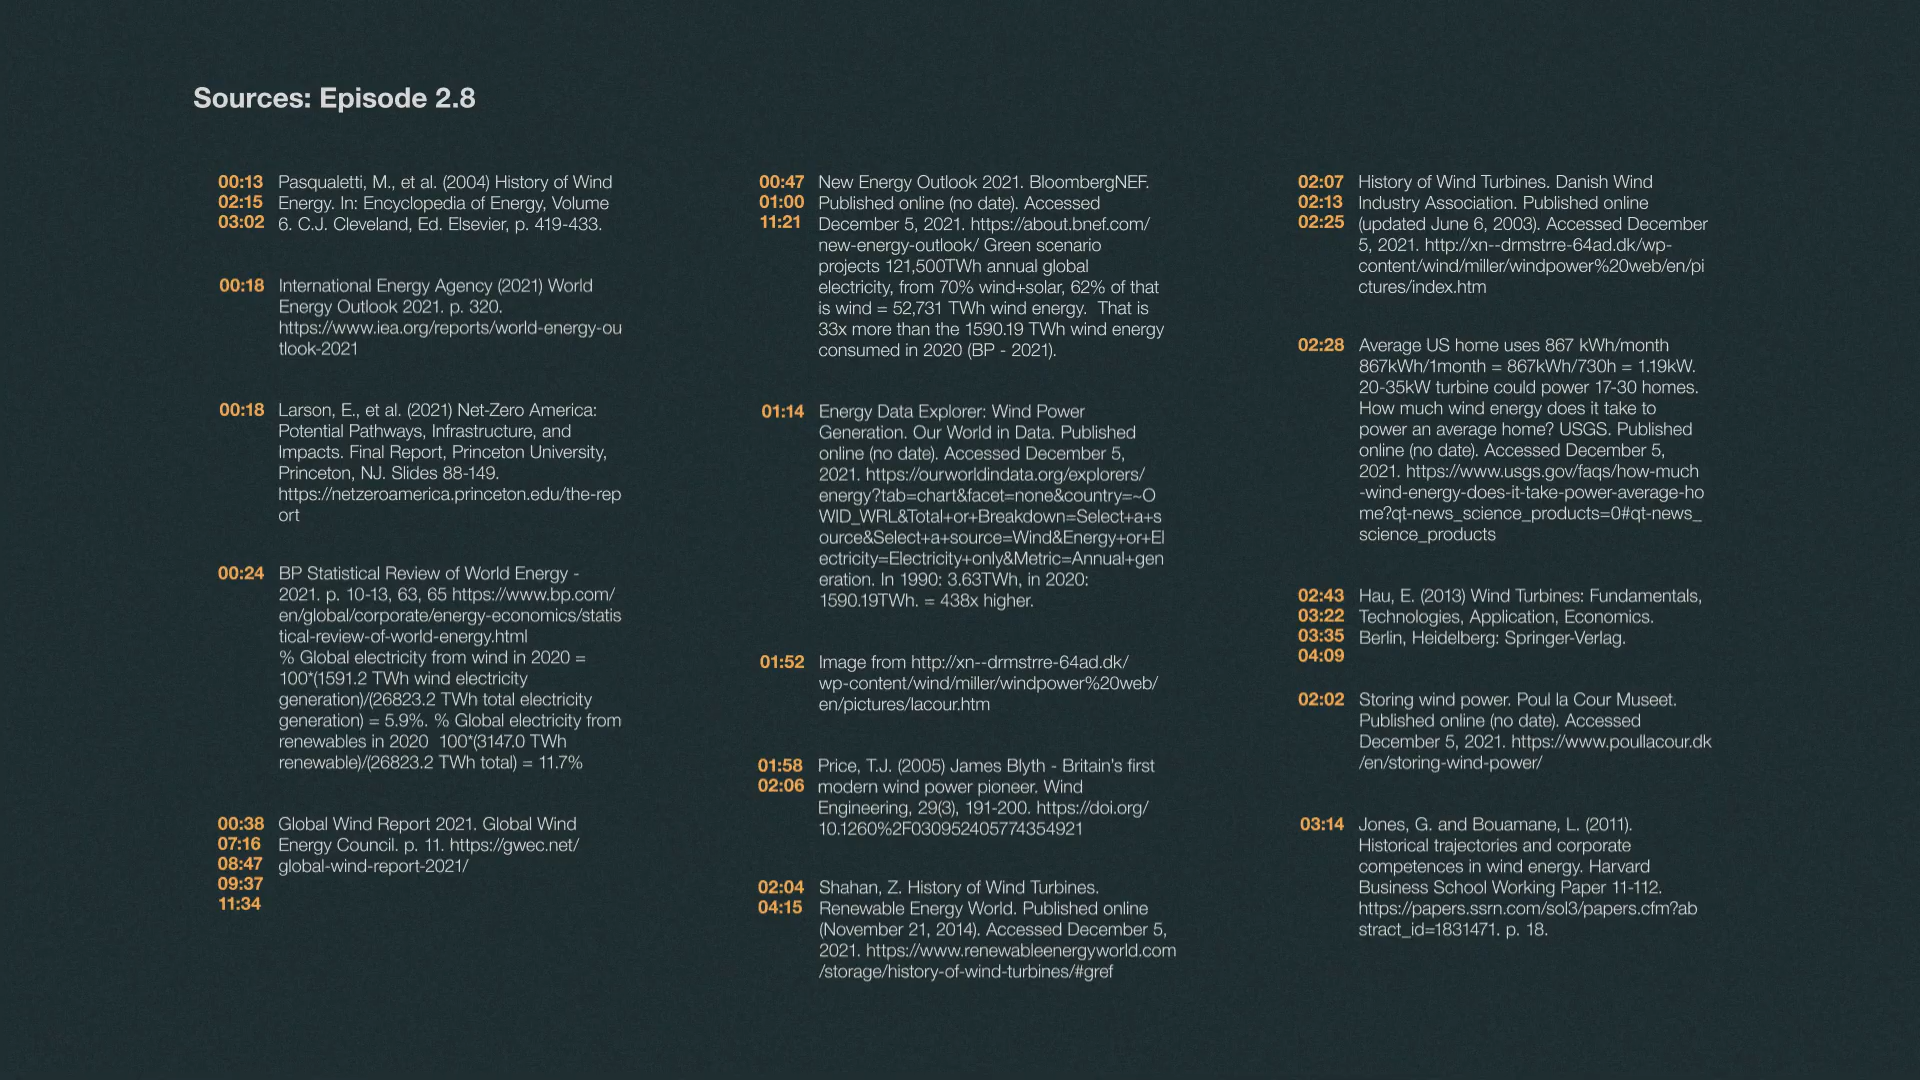 Sources: Episode 2.8
00:13 Pasqualetti, M., et al. (2004) History of Wind
02:15 Energy. In: Encyclopedia of Energy, Volume
03:02 6. C.J. Cleveland, Ed. Elsevier, p. 419-433.
00:18 International Energy Agency (2021) World
Energy Outlook 2021. p. 320.
https://www.iea.org/reports/world-energy-ou
tlook-2021
00:18 Larson, E., et al. (2021) Net-Zero America:
Potential Pathways, Infrastructure, and
Impacts. Final Report, Princeton University,
Princeton, NJ. Slides 88-149.
https://netzeroamerica.princeton.edu/the-rep
ort
00:24 BP Statistical Review of World Energy -
2021. p. 10-13, 63, 65 https://www.bp.com/
en/global/corporate/energy-economics/statis
tical-review-of-world-energy.html
% Global electricity from wind in 2020 =
100*(1591.2 TWh wind electricity
generation)/(26823.2 TWh total electricity
generation) = 5.9%. % Global electricity from
renewables in 2020  100*(3147.0 TWh
renewable)/(26823.2 TWh total) = 11.7%
00:38 Global Wind Report 2021. Global Wind
07:16 Energy Council. p. 11. https://gwec.net/
08:47 global-wind-report-2021/
09:37
11:34
00:47 New Energy Outlook 2021. BloombergNEF.
01:00 Published online (no date). Accessed
11:21 December 5, 2021. https://about.bnef.com/
new-energy-outlook/ Green scenario
projects 121,500TWh annual global
electricity, from 70% wind+solar, 62% of that
is wind = 52,731 TWh wind energy.  That is
33x more than the 1590.19 TWh wind energy
consumed in 2020 (BP - 2021).
01:14 Energy Data Explorer: Wind Power
Generation. Our World in Data. Published
online (no date). Accessed December 5,
2021. https://ourworldindata.org/explorers/
energy?tab=chart&facet=none&country=~O
WID_WRL&Total+or+Breakdown=Select+a+s
ource&Select+a+source=Wind&Energy+or+El
ectricity=Electricity+only&Metric=Annual+gen
eration. In 1990: 3.63TWh, in 2020:
1590.19TWh. = 438x higher.
01:52 Image from http://xn--drmstrre-64ad.dk/
wp-content/wind/miller/windpower%20web/
en/pictures/lacour.htm
01:58 Price, T.J. (2005) James Blyth - Britain's first
02:06 modern wind power pioneer. Wind
Engineering, 29(3), 191-200. https://doi.org/
10.1260%2F030952405774354921
02:04 Shahan, Z. History of Wind Turbines.
04:15 Renewable Energy World. Published online
(November 21, 2014). Accessed December 5,
2021. https://www.renewableenergyworld.com
/storage/history-of-wind-turbines/#gref
02:07 History of Wind Turbines. Danish Wind
02:13 Industry Association. Published online
02:25 (updated June 6, 2003). Accessed December
5, 2021. http://xn--drmstrre-64ad.dk/wp-
content/wind/miller/windpower%20web/en/pi
ctures/index.htm
02:28 Average US home uses 867 kWh/month
867kWh/1month = 867kWh/730h = 1.19kW.
20-35kW turbine could power 17-30 homes.
How much wind energy does it take to
power an average home? USGS. Published
online (no date). Accessed December 5,
2021. https://www.usgs.gov/faqs/how-much
-wind-energy-does-it-take-power-average-ho
me?qt-news_science_products=0#qt-news_
science_products
02:43 Hau, E. (2013) Wind Turbines: Fundamentals,
03:22 Technologies, Application, Economics.
03:35 Berlin, Heidelberg: Springer-Verlag.
04:09
02:02 Storing wind power. Poul la Cour Museet.
Published online (no date). Accessed
December 5, 2021. https://www.poullacour.dk
/en/storing-wind-power/
03:14 Jones, G. and Bouamane, L. (2011).
Historical trajectories and corporate
competences in wind energy. Harvard
Business School Working Paper 11-112.
https://papers.ssrn.com/sol3/papers.cfm?ab
stract_id=1831471. p. 18.